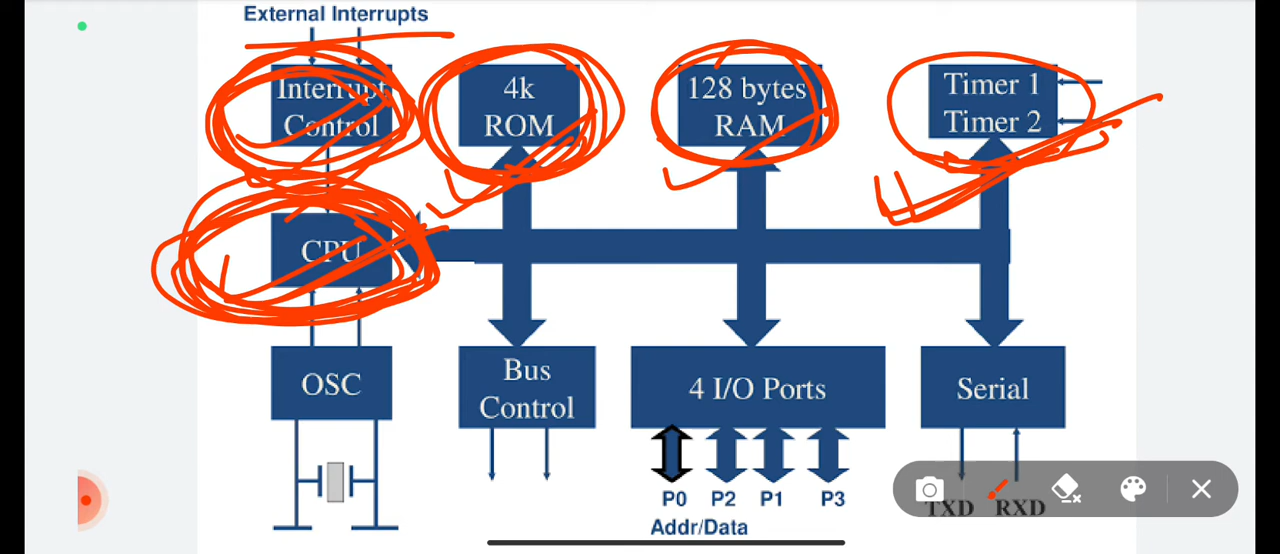 External Interrupts
Interrupt
Control
4k
ROM
128 bytes
RAM
Timer 1
Timer 2
CPU
OSC
Bus
Control
4 I/O Ports
Serial
P0 P2 P1 P3
Addr/Data
TXD RXD